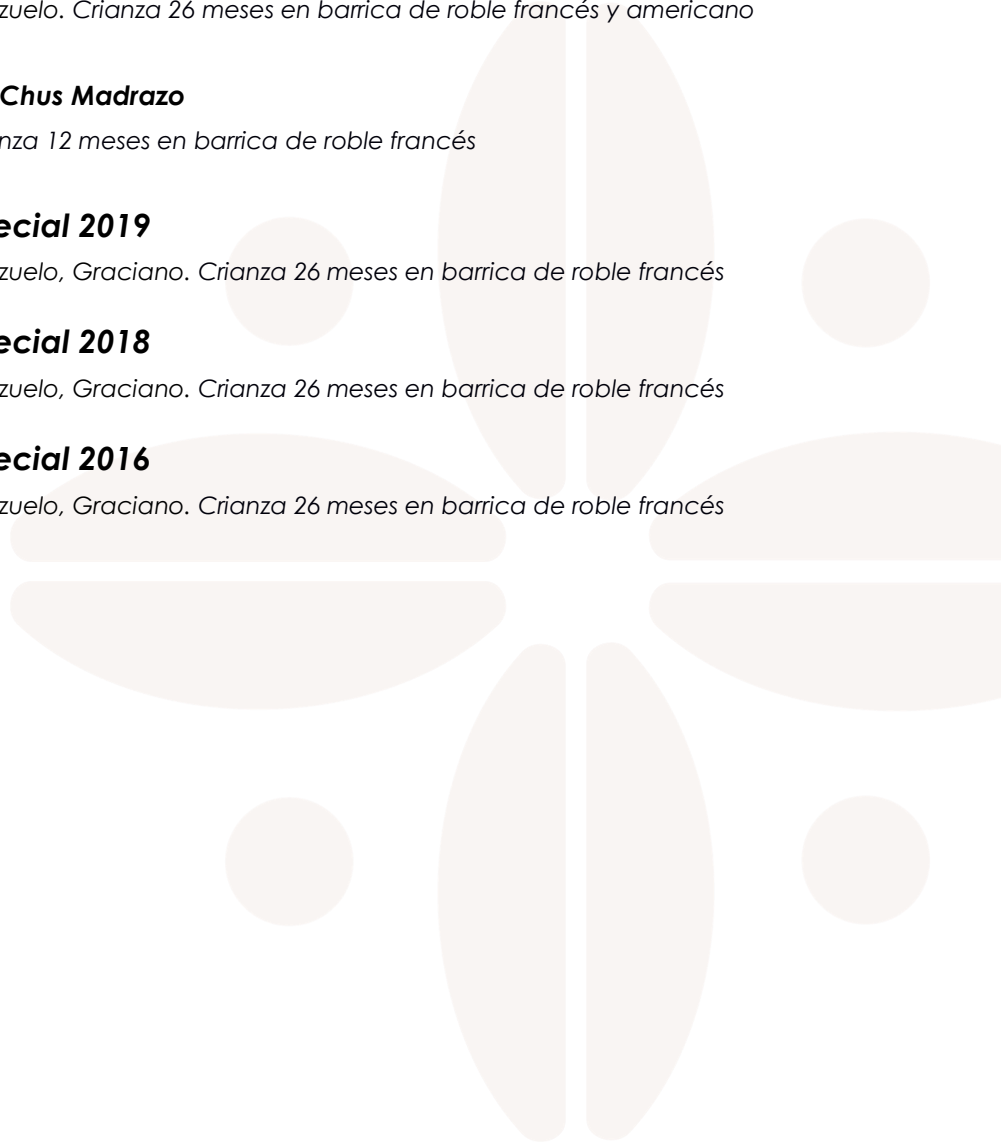 zuelo. Crianza 26 meses en barrica de roble francés y americano
Chus Madrazo
nza 12 meses en barrica de roble francés
ecial 2019
zuelo, Graciano. Crianza 26 meses en barrica de roble francés
ecial 2018
zuelo, Graciano. Crianza 26 meses en barrica de roble francés
ecial 2016
zuelo, Graciano. Crianza 26 meses en barrica de roble francés